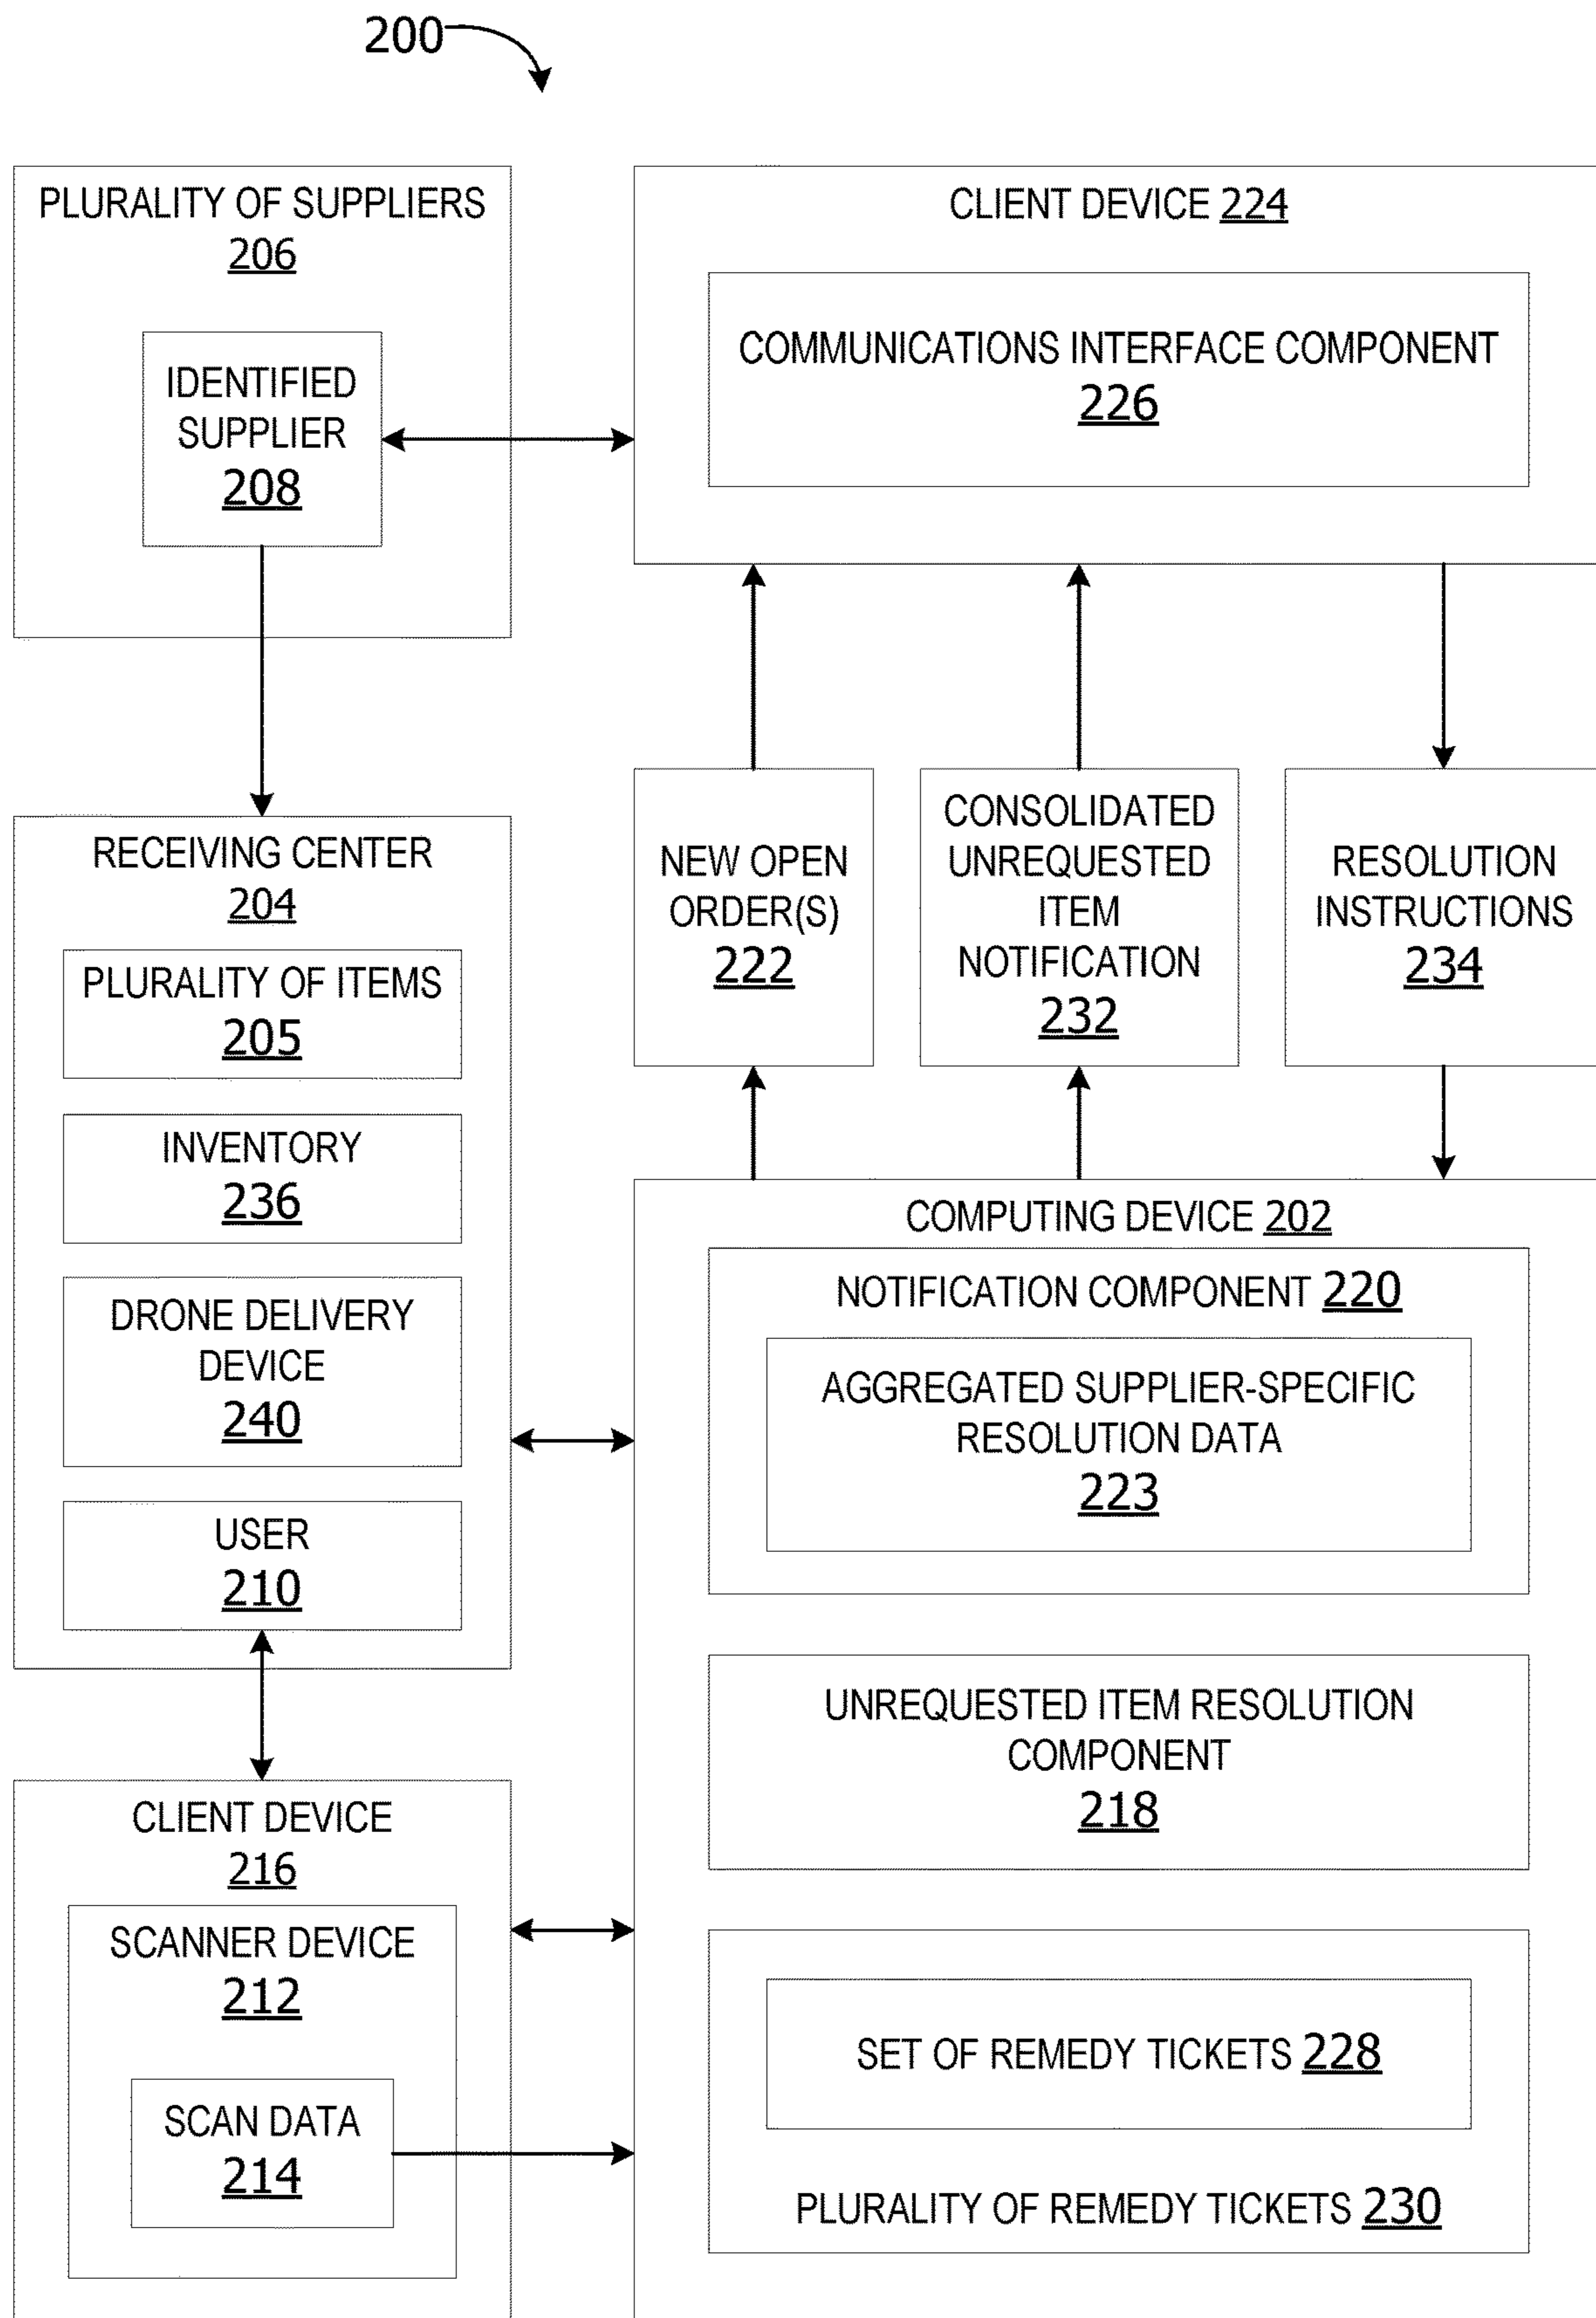 200
PLURALITY OF SUPPLIERS
206
IDENTIFIED
SUPPLIER
208
CLIENT DEVICE 224
COMMUNICATIONS INTERFACE COMPONENT
226
RECEIVING CENTER
204
PLURALITY OF ITEMS
205
INVENTORY
236
DRONE DELIVERY
DEVICE
240
USER
210
NEW OPEN
ORDER(S)
222
CONSOLIDATED
UNREQUESTED
ITEM
NOTIFICATION
232
RESOLUTION
INSTRUCTIONS
234
COMPUTING DEVICE 202
NOTIFICATION COMPONENT 220
AGGREGATED SUPPLIER-SPECIFIC
RESOLUTION DATA
223
UNREQUESTED ITEM RESOLUTION
COMPONENT
218
SET OF REMEDY TICKETS 228
PLURALITY OF REMEDY TICKETS 230
CLIENT DEVICE
216
SCANNER DEVICE
212
SCAN DATA
214